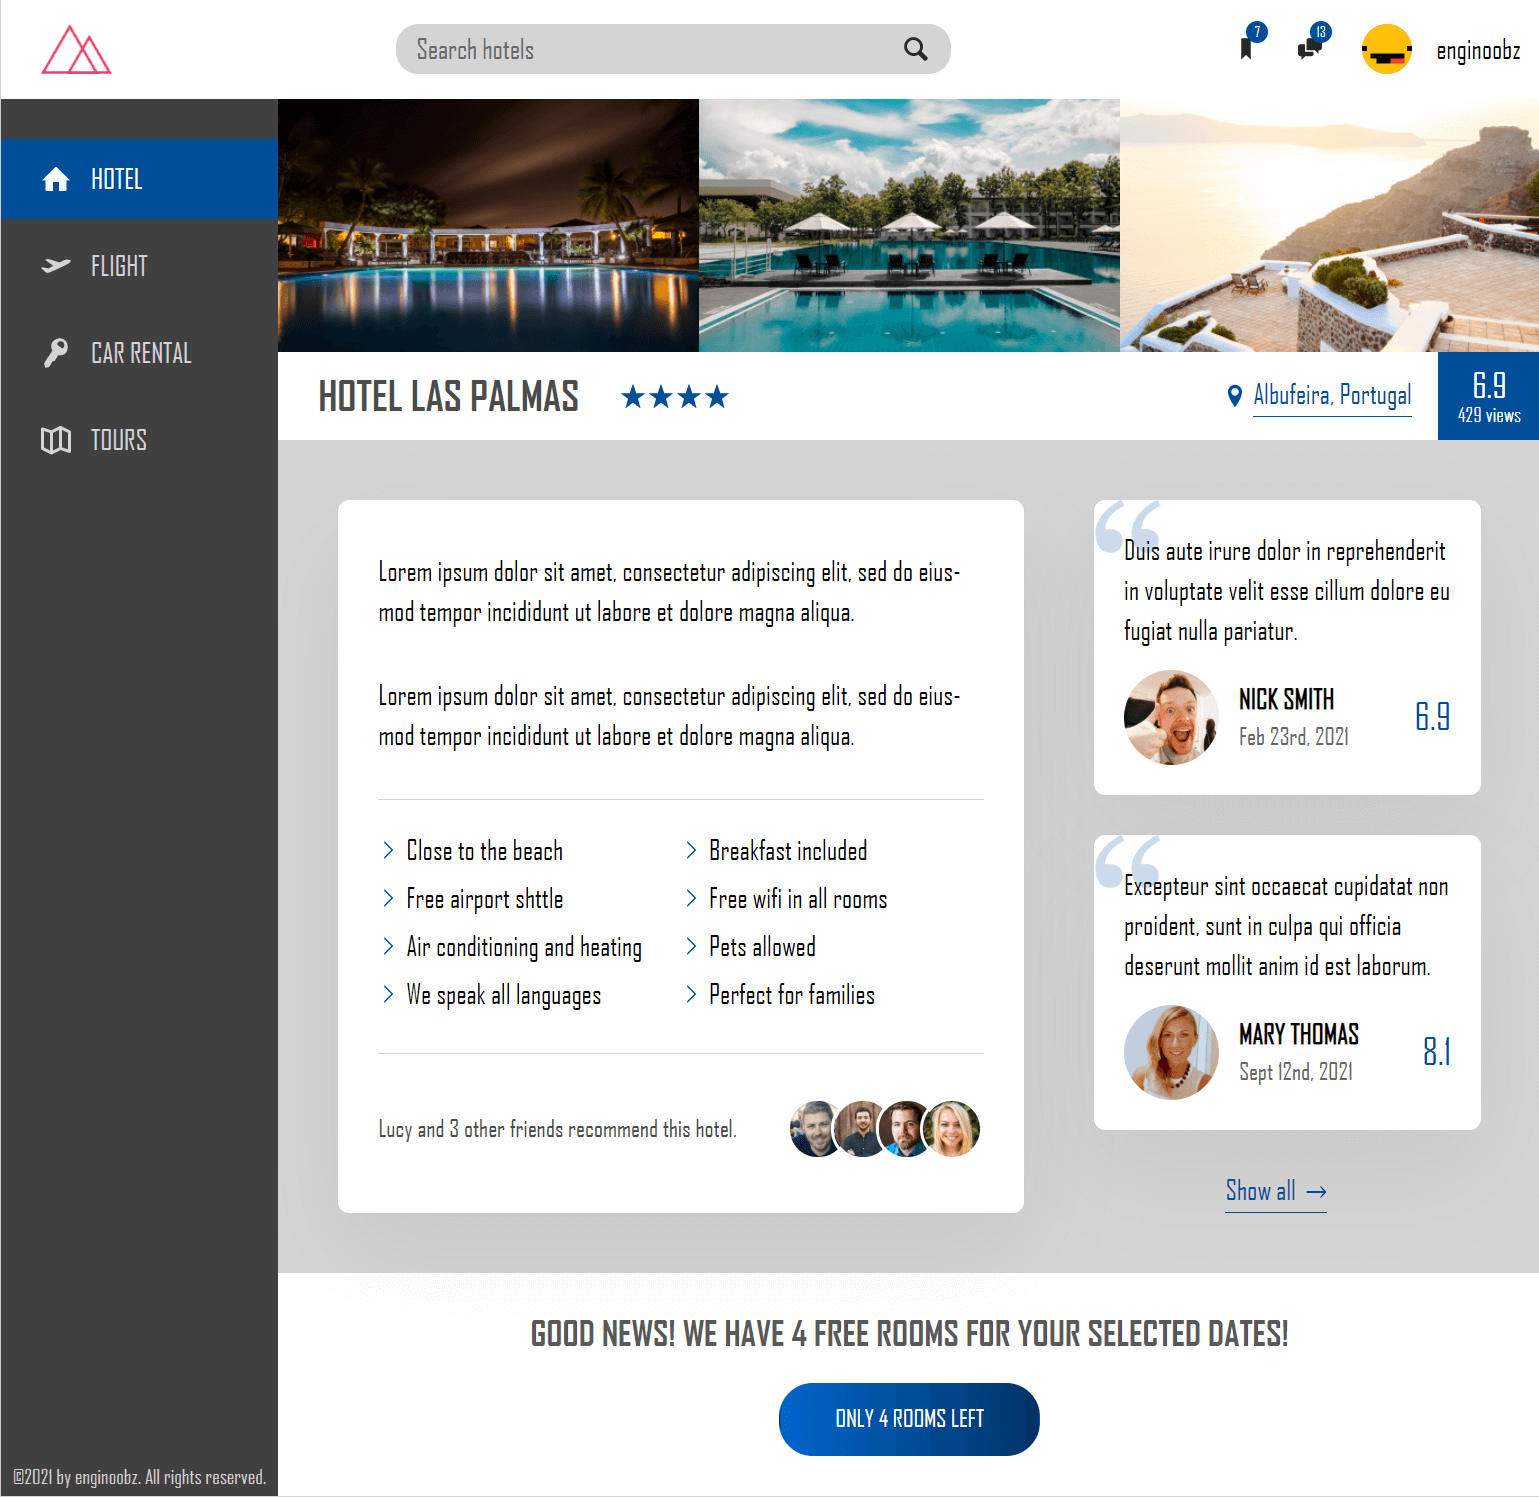 Search hotels
7
13
enginoobz
HOTEL
FLIGHT
CAR RENTAL
TOURS
HOTEL LAS PALMAS
Albufeira, Portugal
6.9
429 views
Lorem ipsum dolor sit amet, consectetur adipiscing elit, sed do eius-
mod tempor incididunt ut labore et dolore magna aliqua.
Lorem ipsum dolor sit amet, consectetur adipiscing elit, sed do eius-
mod tempor incididunt ut labore et dolore magna aliqua.
Close to the beach
Breakfast included
Free airport shttle
Free wifi in all rooms
Air conditioning and heating
Pets allowed
We speak all languages
Perfect for families
Lucy and 3 other friends recommend this hotel.
“
Duis aute irure dolor in reprehenderit
in voluptate velit esse cillum dolore eu
fugiat nulla pariatur.
NICK SMITH
Feb 23rd, 2021
6.9
“
Excepteur sint occaecat cupidatat non
proident, sunt in culpa qui officia
deserunt mollit anim id est laborum.
MARY THOMAS
Sept 12nd, 2021
8.1
Show all →
GOOD NEWS! WE HAVE 4 FREE ROOMS FOR YOUR SELECTED DATES!
ONLY 4 ROOMS LEFT
©2021 by enginoobz. All rights reserved.